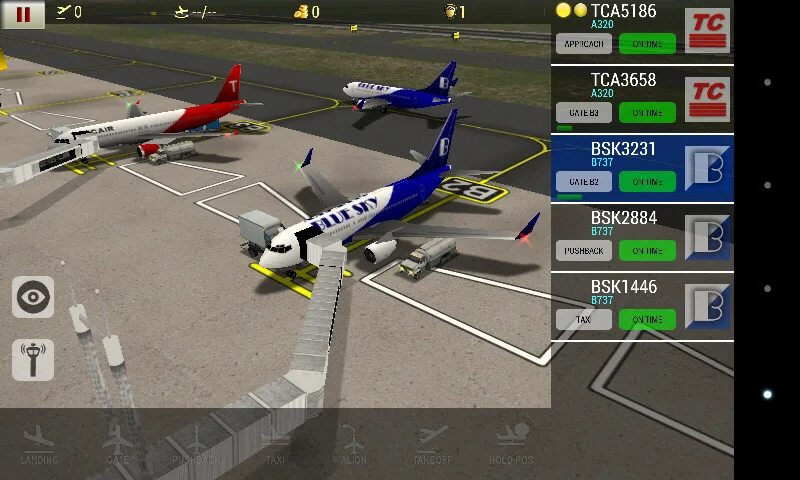 0
--/--
0
1
TCA5186
A320
TC
APPROACH
ON TIME
TCA3658
A320
TC
GATE B3
ON TIME
BSK3231
B737
B
GATE B2
ON TIME
BSK2884
B737
B
PUSHBACK
ON TIME
BSK1446
B737
B
TAXI
ON TIME
T
BLUE SKY
B
BLUE SKY
B
B2
LANDING
GATE
PUSHBACK
TAXI
ALIGN
TAKEOFF
HOLD POS